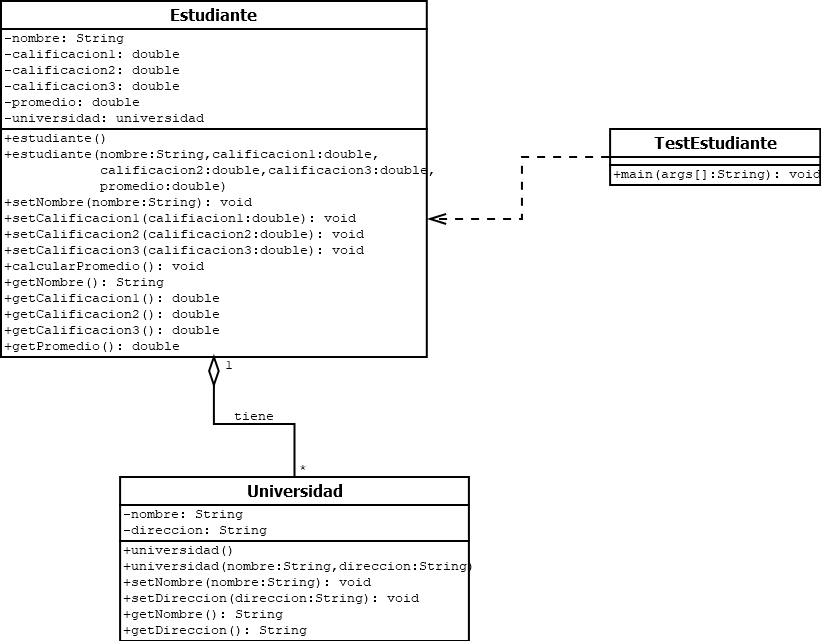 Estudiante
-nombre: String
-calificacion1: double
-calificacion2: double
-calificacion3: double
-promedio: double
-universidad: universidad
+estudiante()
+estudiante(nombre:String,calificacion1:double,
calificacion2:double,calificacion3:double,
promedio:double)
+setNombre(nombre:String): void
+setCalificacion1(califiacion1:double): void
+setCalificacion2(calificacion2:double): void
+setCalificacion3(calificacion3:double): void
+calcularPromedio(): void
+getNombre(): String
+getCalificacion1(): double
+getCalificacion2(): double
+getCalificacion3(): double
+getPromedio(): double
TestEstudiante
+main(args[]:String): void
1
tiene
*
Universidad
-nombre: String
-direccion: String
+universidad()
+universidad(nombre:String,direccion:String)
+setNombre(nombre:String): void
+setDireccion(direccion:String): void
+getNombre(): String
+getDireccion(): String